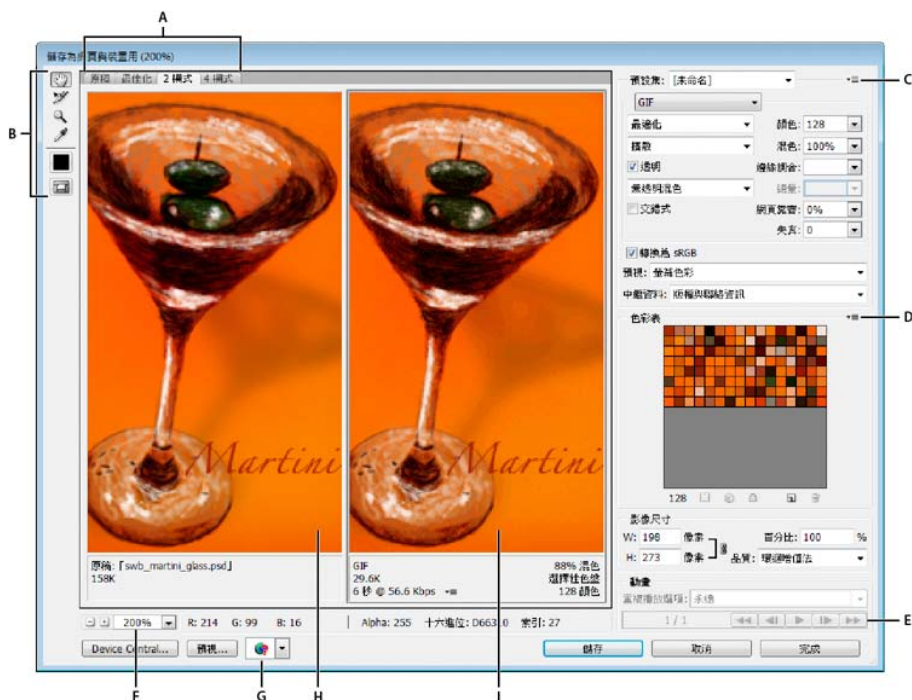 A
儲存為網頁與裝置用 (200%)
B
原稿 最佳化 2 欄式 4 欄式
預設集: [未命名]
C
GIF
最適化
顏色: 128
擴散
混色: 100%
透明
邊緣調合:
無透明混色
總量:
交錯式
網頁靠齊: 0%
失真: 0
轉換為 sRGB
預視: 螢幕色彩
中繼資料: 版權與聯絡資訊
色彩表
D
Martini
Martini
128
影像尺寸
W: 198 像素
百分比: 100 %
H: 273 像素
品質: 環迴增值法
原稿:「swb_martini_glass.psd」
158K
GIF
29.6K
6 秒 @ 56.6 Kbps
88% 混色
選擇性色盤
128 顏色
動畫
重複播放選項: 永遠
1 / 1
E
200%
R: 214 G: 99 B: 16
Alpha: 255 十六進位: 索引: 27
Device Central... 預視...
儲存 取消 完成
F G H I